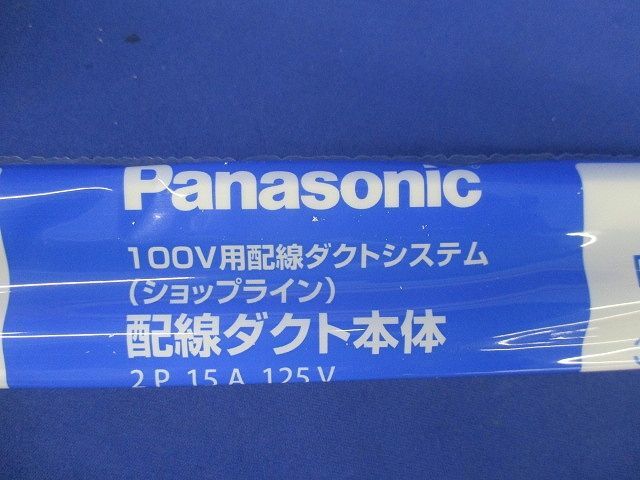 Panasonic
100V用配線ダクトシステム
(ショップライン)
配線ダクト本体
2P 15A 125V